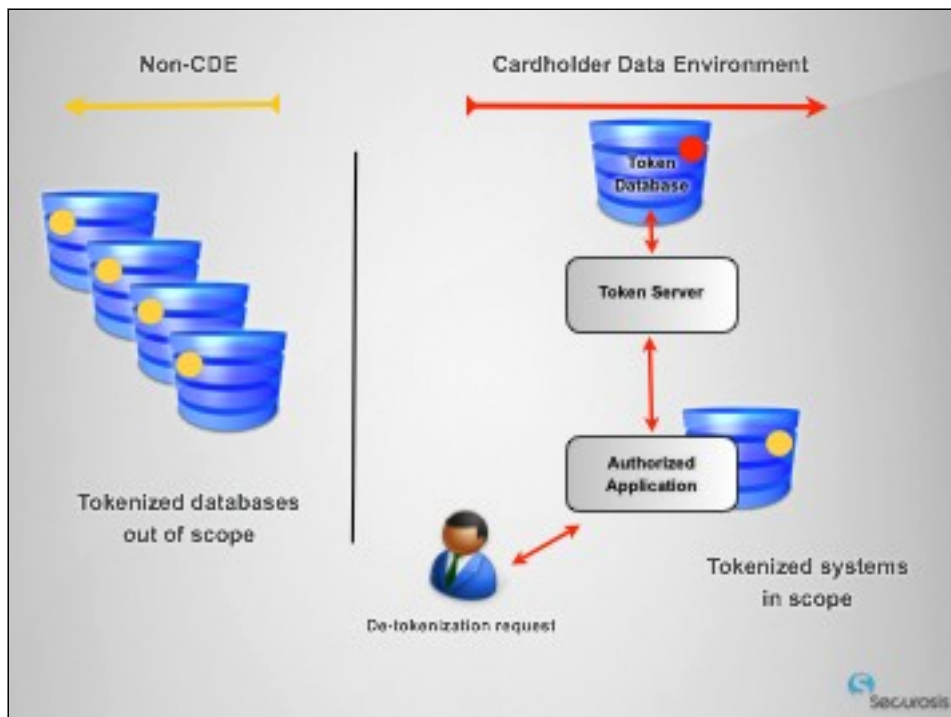 Non-CDE
Cardholder Data Environment
Token
Database
Token Server
Authorized
Application
Tokenized databases
out of scope
De-tokenization request
Tokenized systems
in scope
Securosis